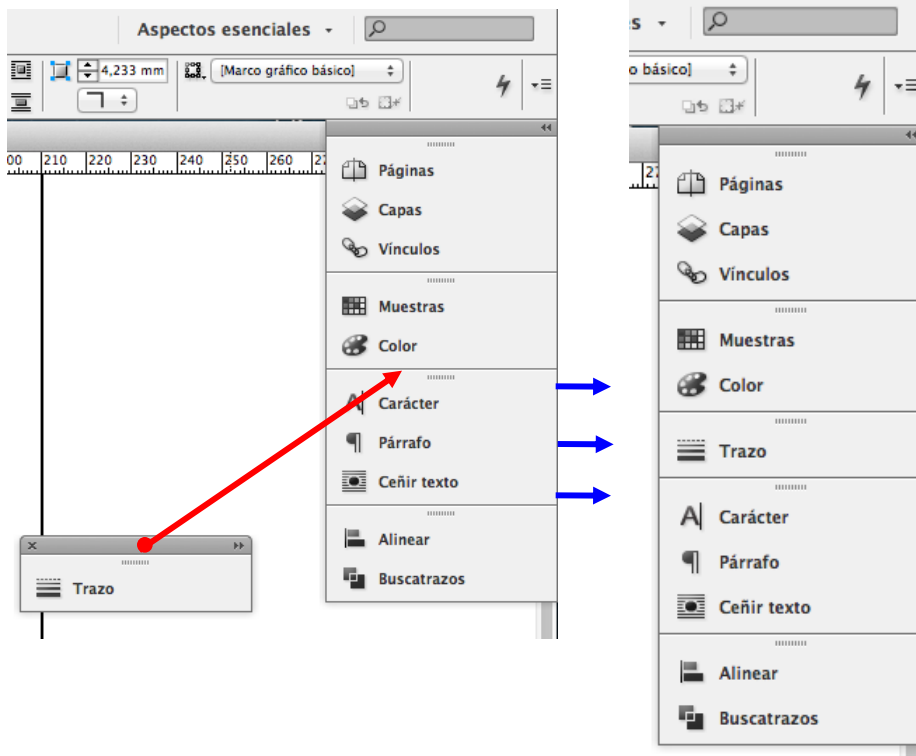 Aspectos esenciales
4,233 mm
[Marco gráfico básico]
00 210 220 230 240 250 260 27
Páginas
Capas
Vínculos
Muestras
Color
Carácter
Párrafo
Ceñir texto
Alinear
Buscatrazos
Trazo
s
o básico]
27
Páginas
Capas
Vínculos
Muestras
Color
Trazo
Carácter
Párrafo
Ceñir texto
Alinear
Buscatrazos